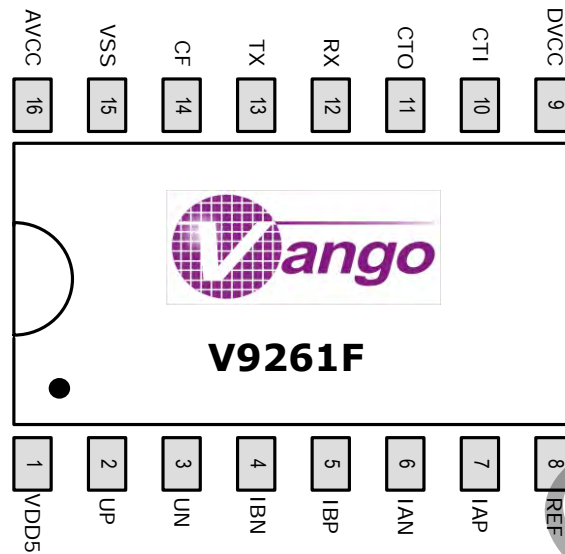 AVCC
VSS
CF
TX
RX
CTO
CTI
DVCC
16
15
14
13
12
11
10
9
Vango
V9261F
1
2
3
4
5
6
7
8
VDD5
UP
UN
IBN
IBP
IAN
IAP
REF